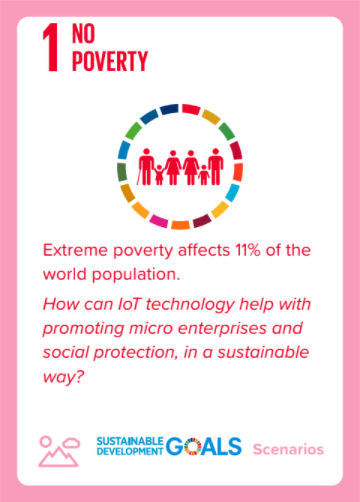 1 NO
POVERTY
Extreme poverty affects 11% of the
world population.
How can IoT technology help with
promoting micro enterprises and
social protection, in a sustainable
way?
SUSTAINABLE
DEVELOPMENT GOALS Scenarios